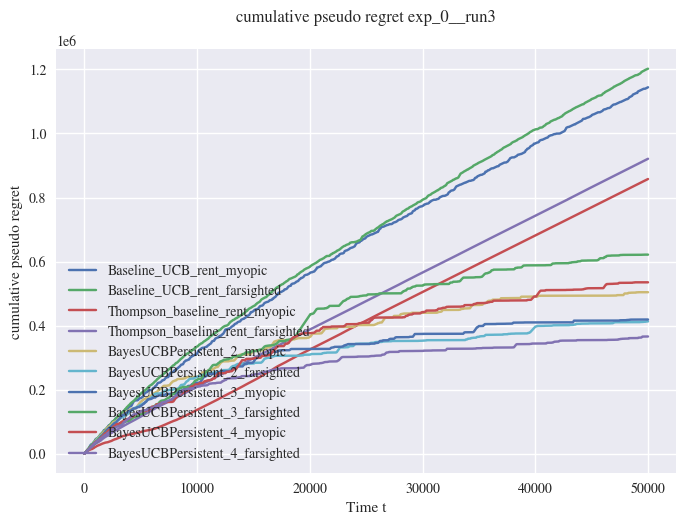 cumulative pseudo regret exp_0__run3
1e6
1.2
1.0
0.8
0.6
0.4
0.2
0.0
cumulative pseudo regret
Baseline_UCB_rent_myopic
Baseline_UCB_rent_farsighted
Thompson_baseline_rent_myopic
Thompson_baseline_rent_farsighted
BayesUCBPersistent_2_myopic
BayesUCBPersistent_2_farsighted
BayesUCBPersistent_3_myopic
BayesUCBPersistent_3_farsighted
BayesUCBPersistent_4_myopic
BayesUCBPersistent_4_farsighted
0 10000 20000 30000 40000 50000
Time t